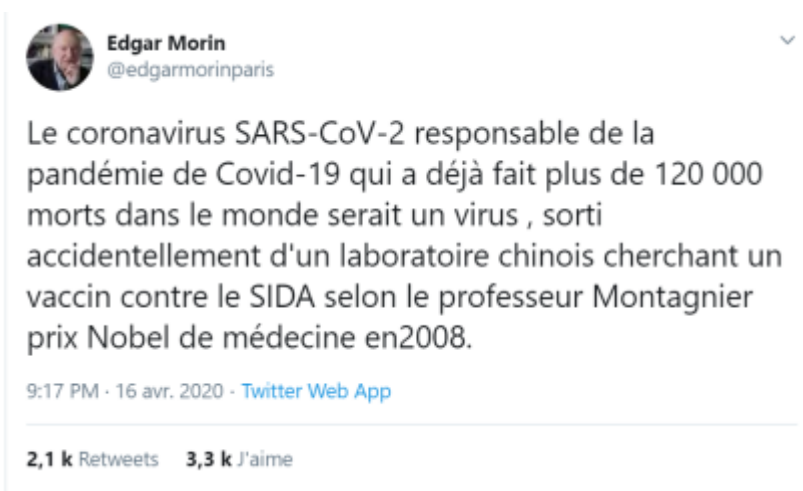 Edgar Morin
@edgarmorinparis
Le coronavirus SARS-CoV-2 responsable de la
pandémie de Covid-19 qui a déjà fait plus de 120 000
morts dans le monde serait un virus , sorti
accidentellement d'un laboratoire chinois cherchant un
vaccin contre le SIDA selon le professeur Montagnier
prix Nobel de médecine en2008.
9:17 PM · 16 avr. 2020 · Twitter Web App
2,1 k Retweets 3,3 k J'aime